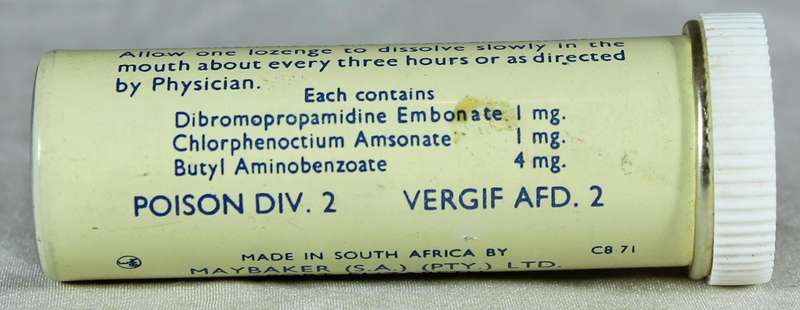 Allow one lozenge to dissolve slowly in the
mouth about every three hours or as directed
by Physician.
Each contains
Dibromopropamidine Embonate 1 mg.
Chlorphenoctium Amsonate 1 mg.
Butyl Aminobenzoate 4 mg.
POISON DIV. 2 VERGIF AFD. 2
MADE IN SOUTH AFRICA BY C8 71
MAYBAKER (S.A.) (PTY.) LTD.